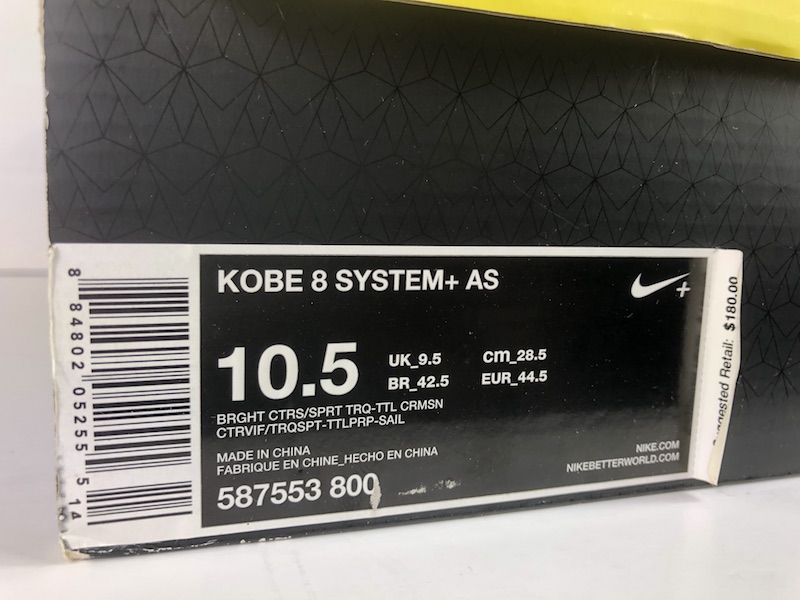 KOBE 8 SYSTEM+ AS
10.5
UK_9.5 cm_28.5
BR_42.5 EUR_44.5
BRGHT CTRS/SPRT TRQ-TTL CRMSN
CTRVIF/TRQSPT-TTLPRP-SAIL
MADE IN CHINA
FABRIQUE EN CHINE_HECHO EN CHINA
587553 800
NIKE.COM
NIKEBETTERWORLD.COM
Retail: $180.00
8 84802 05255 5 14